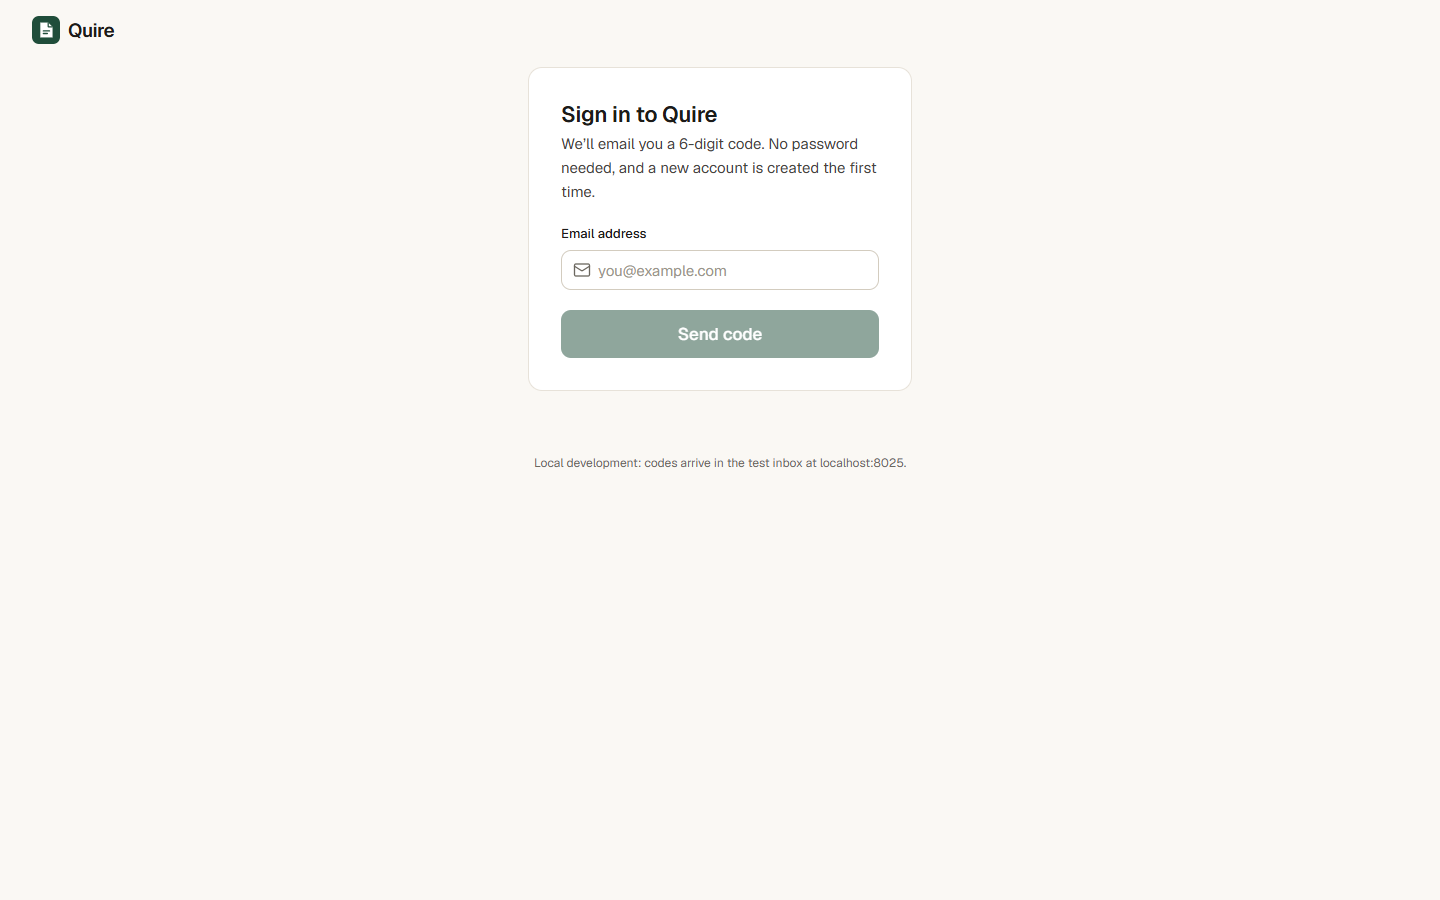 Quire
Sign in to Quire
We'll email you a 6-digit code. No password
needed, and a new account is created the first
time.
Email address
you@example.com
Send code
Local development: codes arrive in the test inbox at localhost:8025.